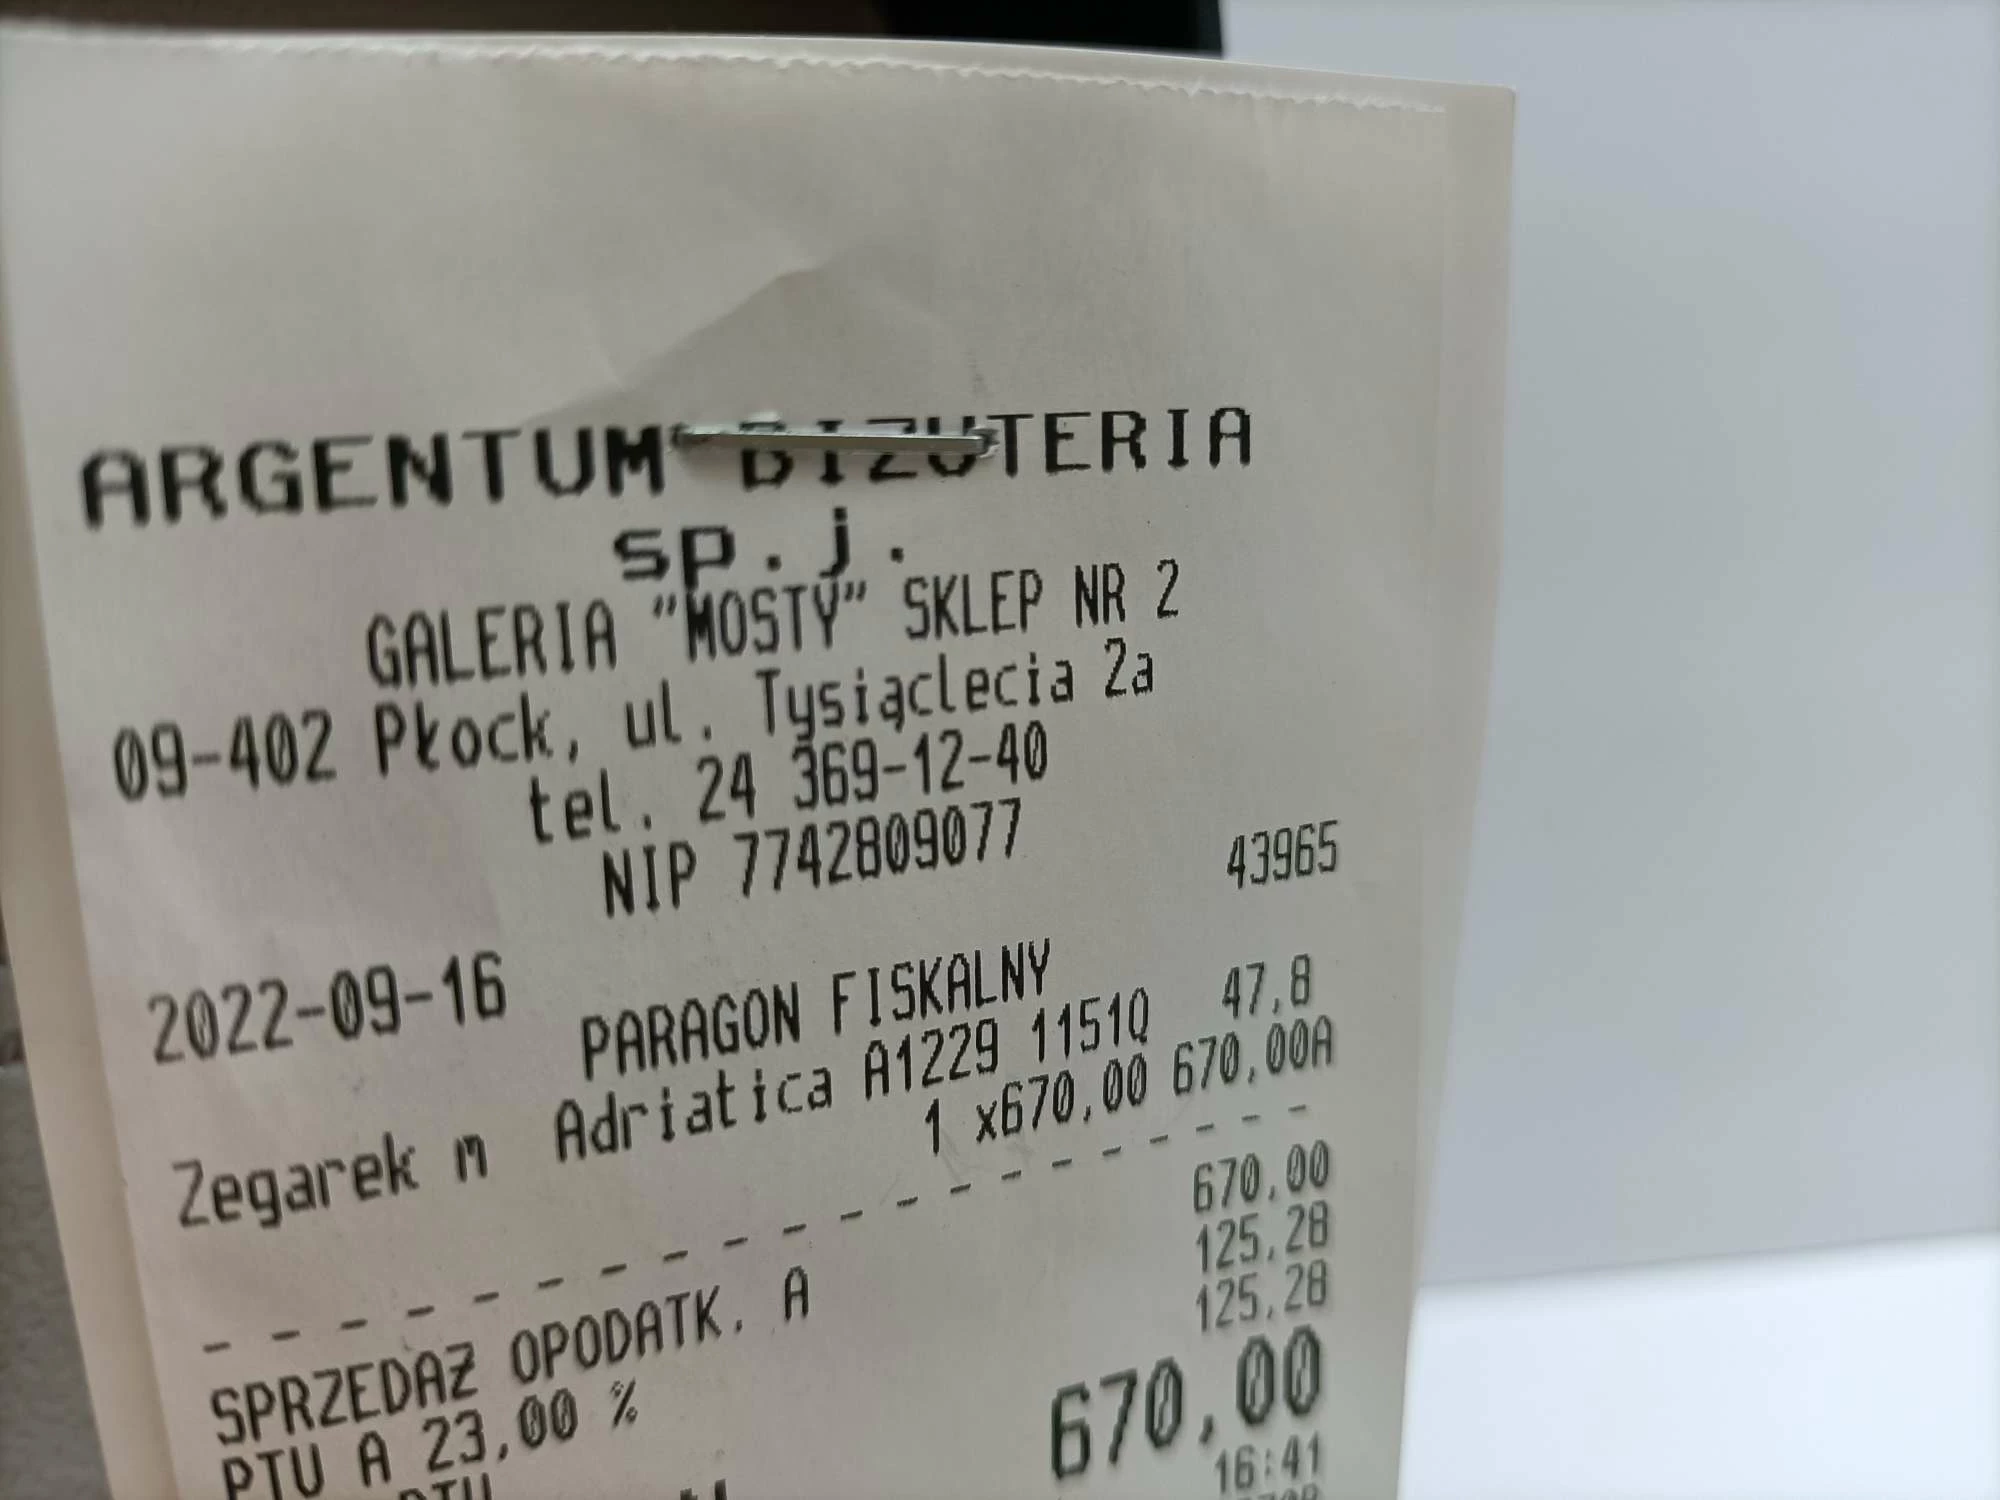 ARGENTUM BIZUTERIA
sp.j.
GALERIA "MOSTY" SKLEP NR 2
09-402 Płock, ul. Tysiąclecia 2a
tel. 24 369-12-40
NIP 7742809077
2022-09-16 43965
PARAGON FISKALNY
Zegarek m Adriatica A1229 1151Q 47,8
1 x670,00 670,00A
SPRZEDAŻ OPODATK. A 670,00
PTU A 23,00 % 125,28
PTU 125,28
670,00
16:41